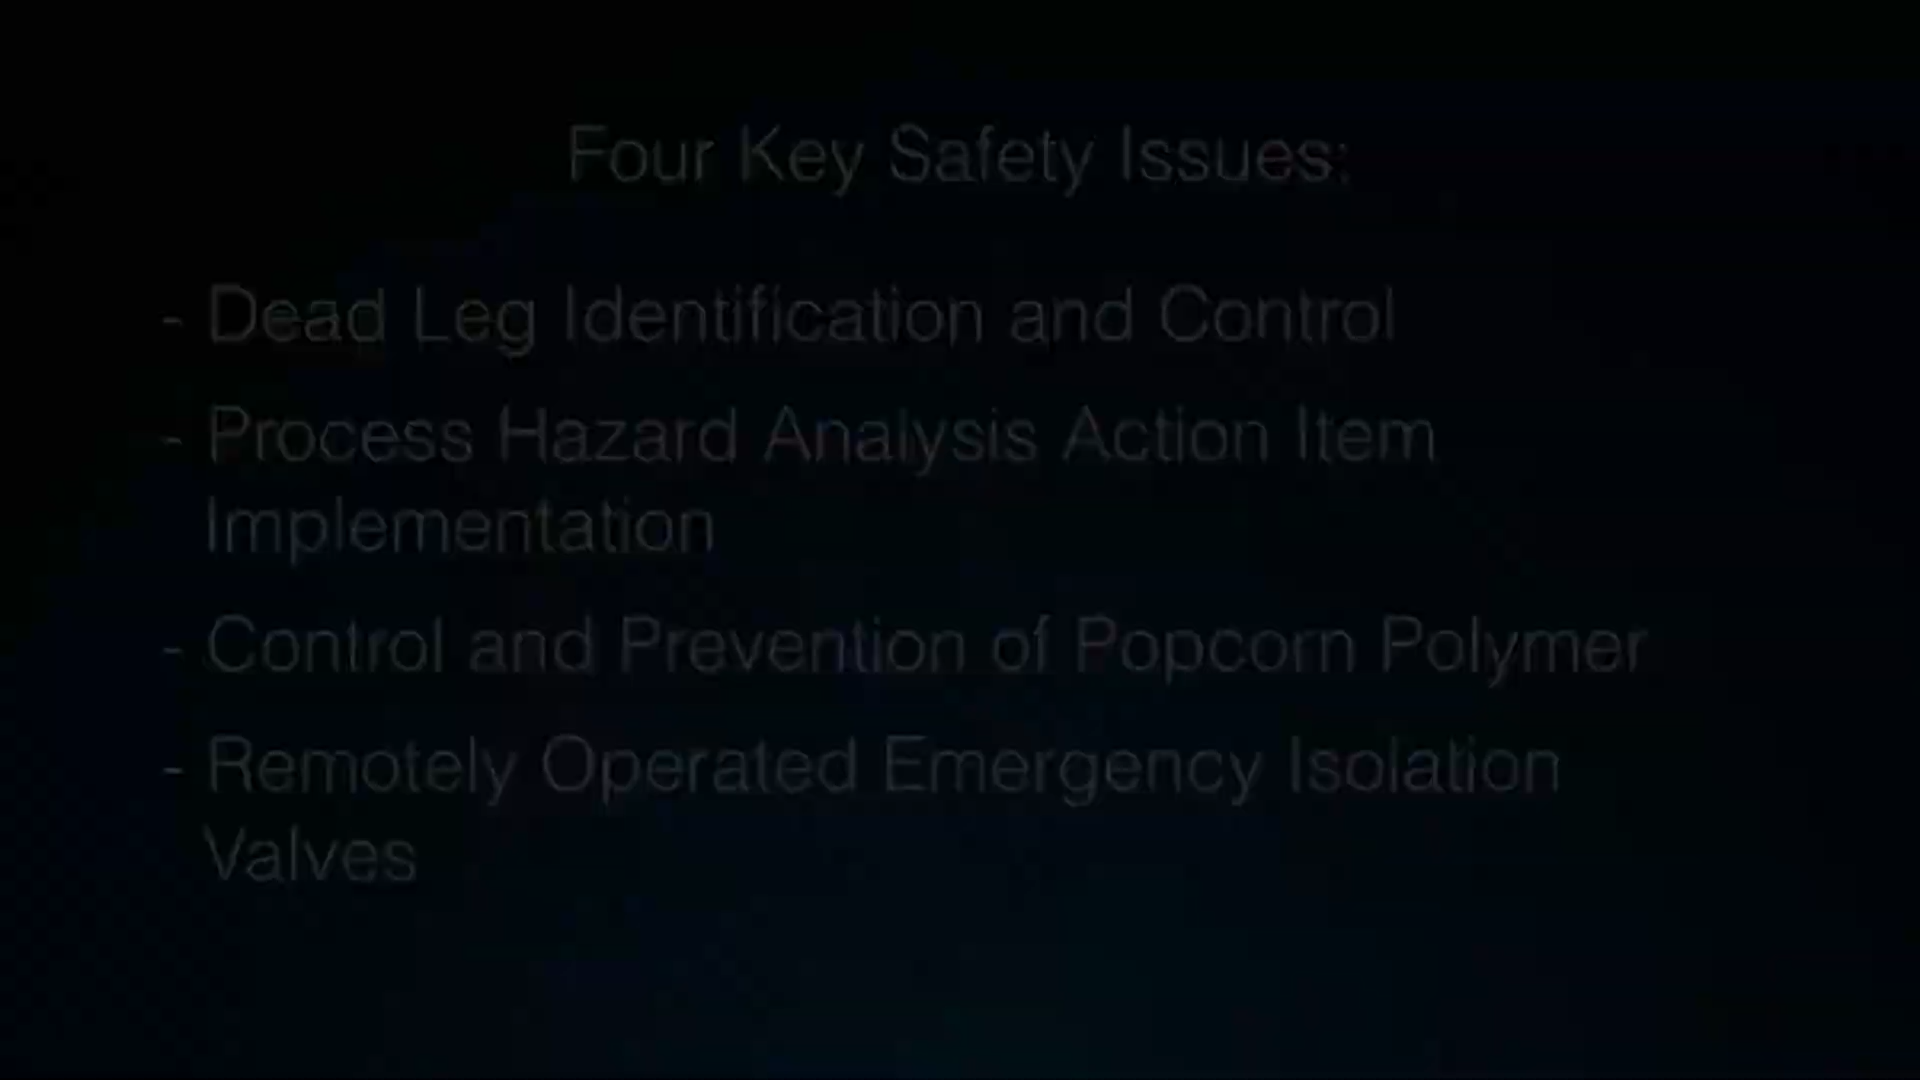 Four Key Safety Issues:
- Dead Leg Identification and Control
- Process Hazard Analysis Action Item
Implementation
- Control and Prevention of Popcorn Polymer
- Remotely Operated Emergency Isolation
Valves